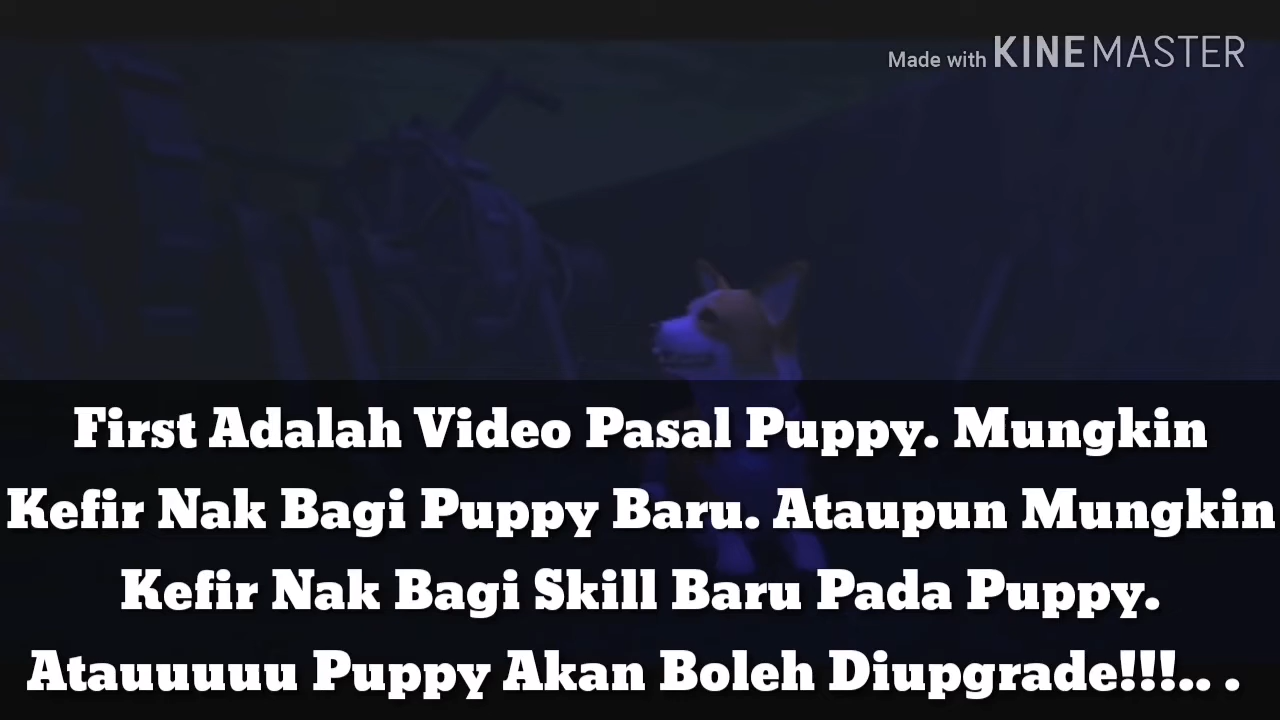 Made with KINEMASTER
First Adalah Video Pasal Puppy. Mungkin
Kefir Nak Bagi Puppy Baru. Ataupun Mungkin
Kefir Nak Bagi Skill Baru Pada Puppy.
Atauuuuu Puppy Akan Boleh Diupgrade!!!.. .